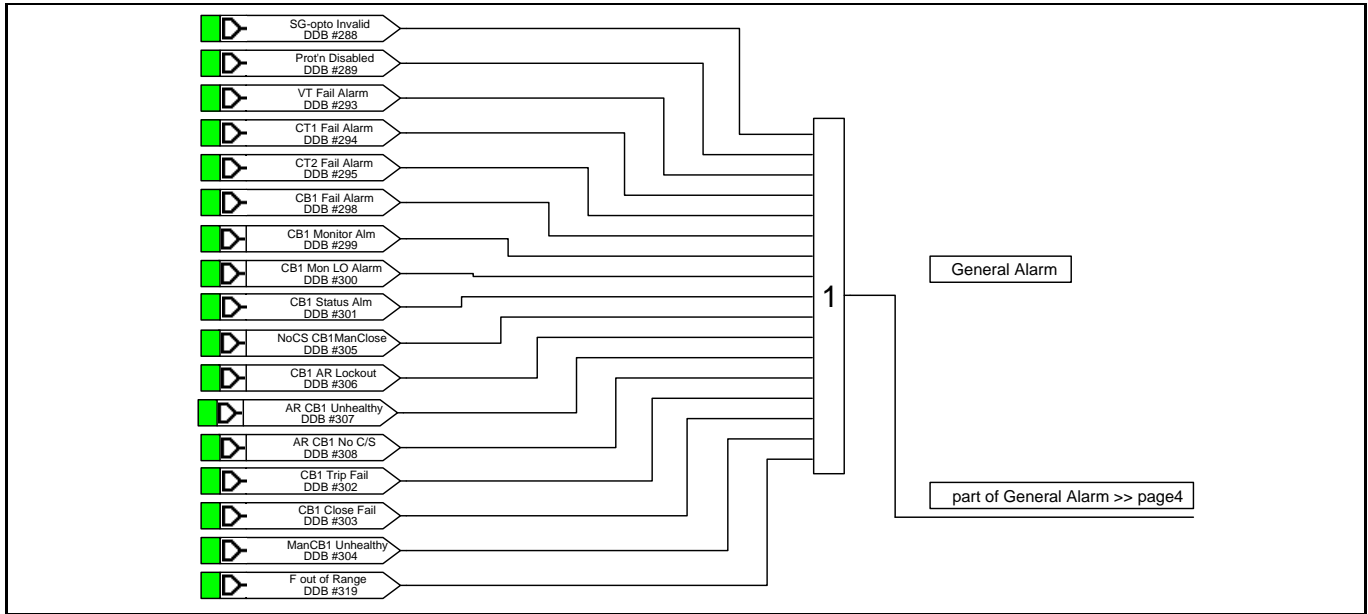 SG-opto Invalid
DDB #288
Prot'n Disabled
DDB #289
VT Fail Alarm
DDB #293
CT1 Fail Alarm
DDB #294
CT2 Fail Alarm
DDB #295
CB1 Fail Alarm
DDB #298
CB1 Monitor Alm
DDB #299
CB1 Mon LO Alarm
DDB #300
CB1 Status Alm
DDB #301
NoCS CB1ManClose
DDB #305
CB1 AR Lockout
DDB #306
AR CB1 Unhealthy
DDB #307
AR CB1 No C/S
DDB #308
CB1 Trip Fail
DDB #302
CB1 Close Fail
DDB #303
ManCB1 Unhealthy
DDB #304
F out of Range
DDB #319
1
General Alarm
part of General Alarm >> page4